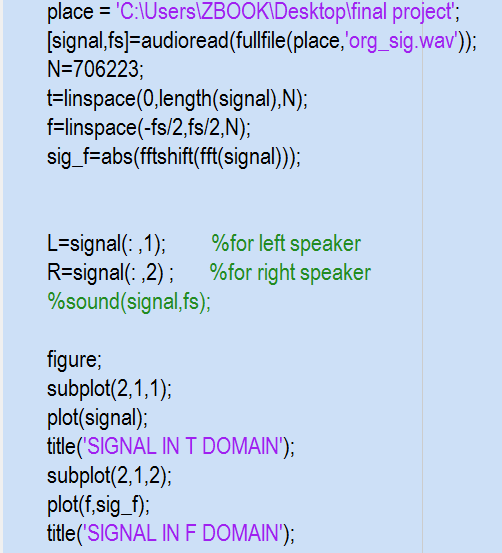 place = 'C:\Users\ZBOOK\Desktop\final project';
[signal,fs]=audioread(fullfile(place,'org_sig.wav'));
N=706223;
t=linspace(0,length(signal),N);
f=linspace(-fs/2,fs/2,N);
sig_f=abs(fftshift(fft(signal)));
L=signal(: ,1); %for left speaker
R=signal(: ,2) ; %for right speaker
%sound(signal,fs);
figure;
subplot(2,1,1);
plot(signal);
title('SIGNAL IN T DOMAIN');
subplot(2,1,2);
plot(f,sig_f);
title('SIGNAL IN F DOMAIN');